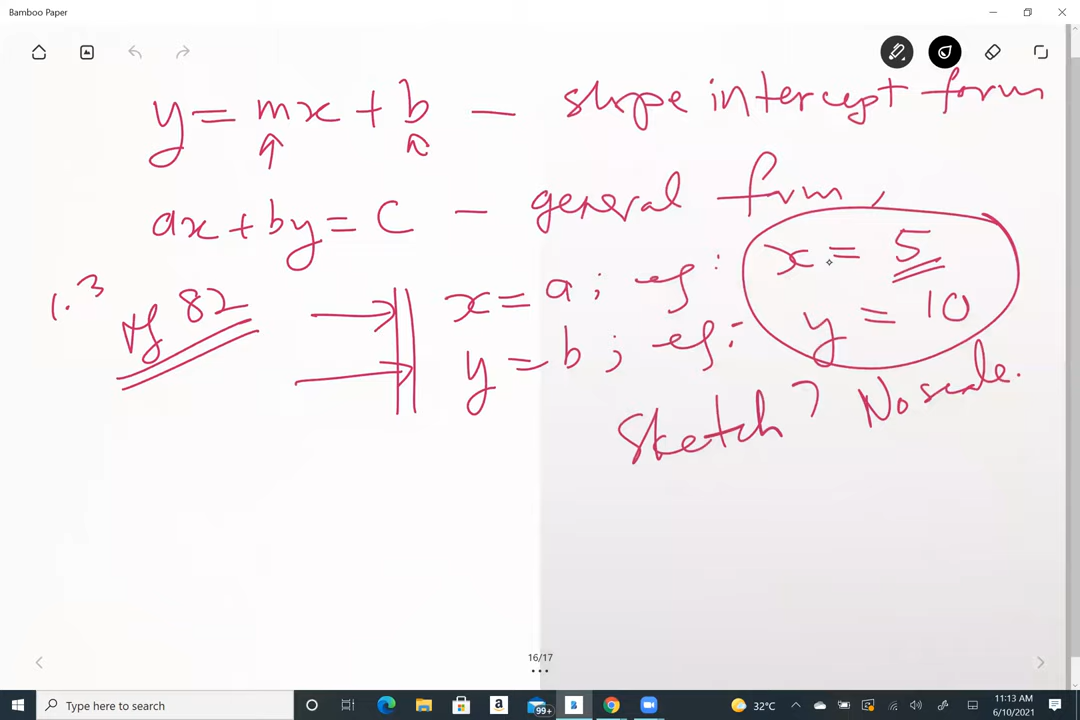 Bamboo Paper
y = mx + b — slope intercept form
↑ ↑
ax + by = c — general form,
1.3
Pg 82
x = a ; eg : x = 5
y = b ; eg : y = 10
Sketch ? No scale.
16/17
Type here to search
99+
32°C
11:13 AM
6/10/2021